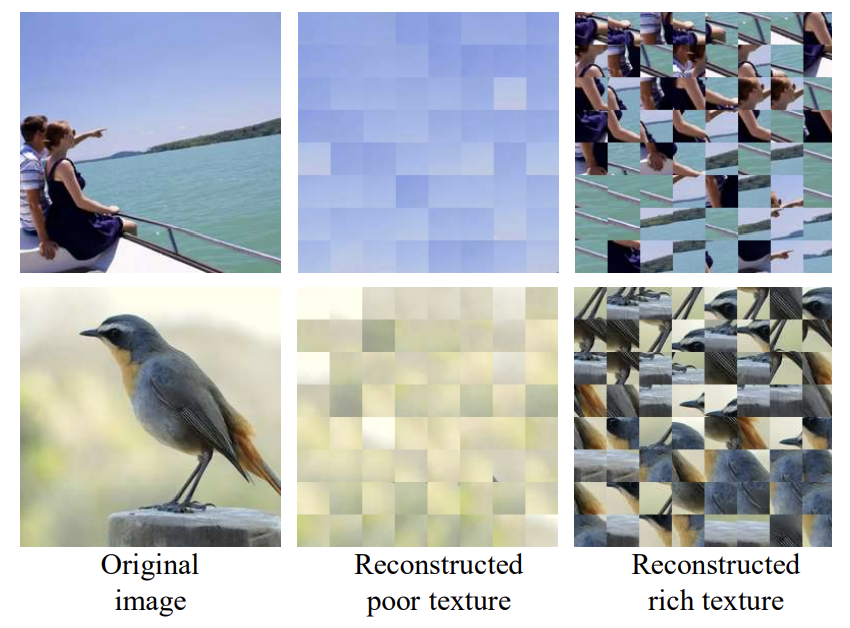 Original
image
Reconstructed
poor texture
Reconstructed
rich texture